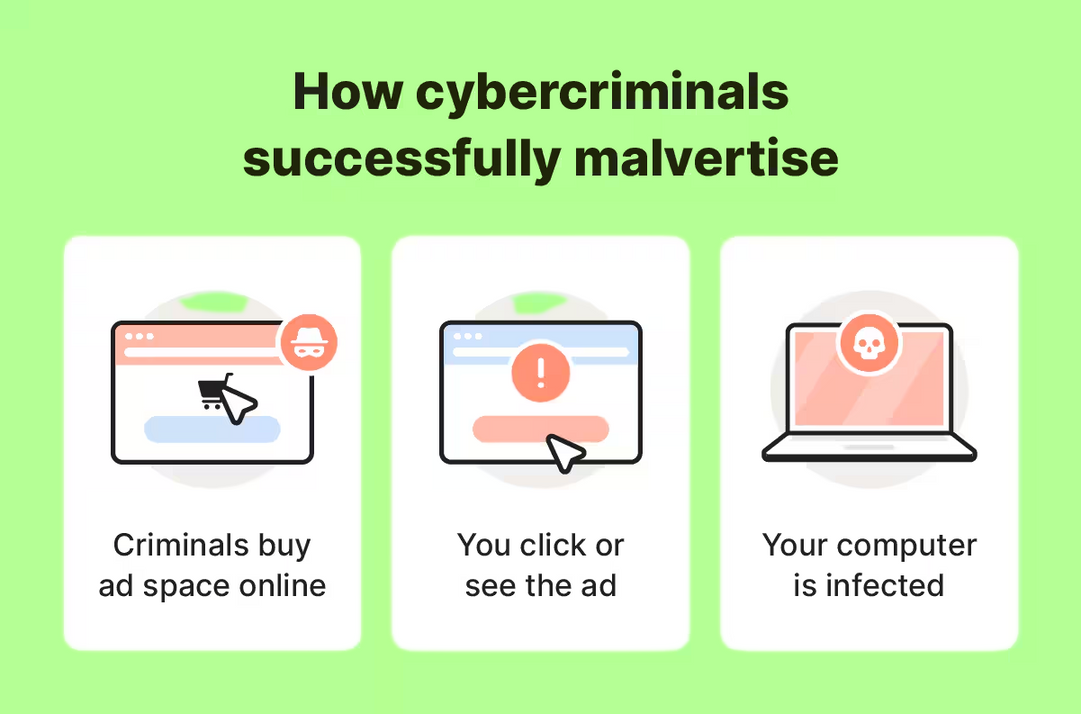 How cybercriminals
successfully malvertise
Criminals buy
ad space online
You click or
see the ad
Your computer
is infected